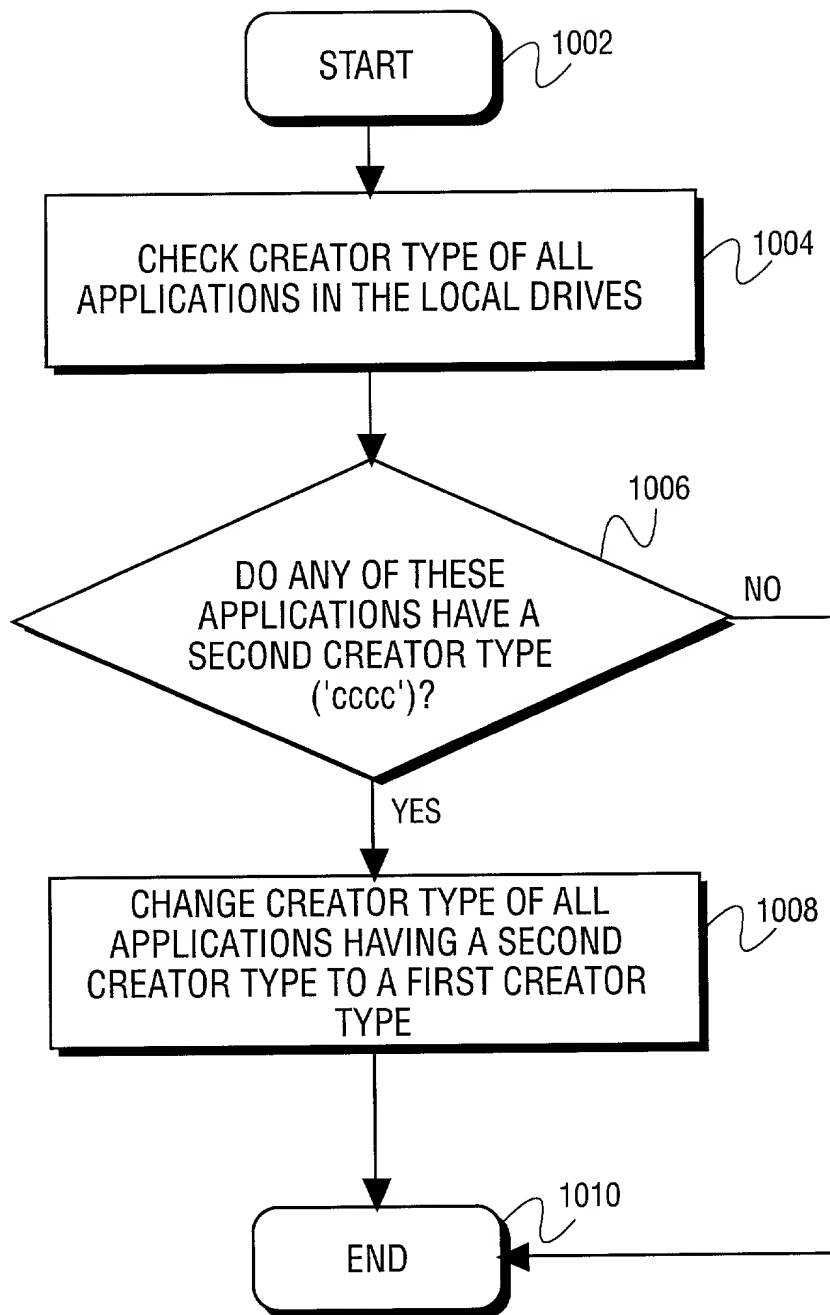 START
1002
CHECK CREATOR TYPE OF ALL
APPLICATIONS IN THE LOCAL DRIVES
1004
1006
DO ANY OF THESE
APPLICATIONS HAVE A
SECOND CREATOR TYPE
('cccc')?
NO
YES
CHANGE CREATOR TYPE OF ALL
APPLICATIONS HAVING A SECOND
CREATOR TYPE TO A FIRST CREATOR
TYPE
1008
1010
END